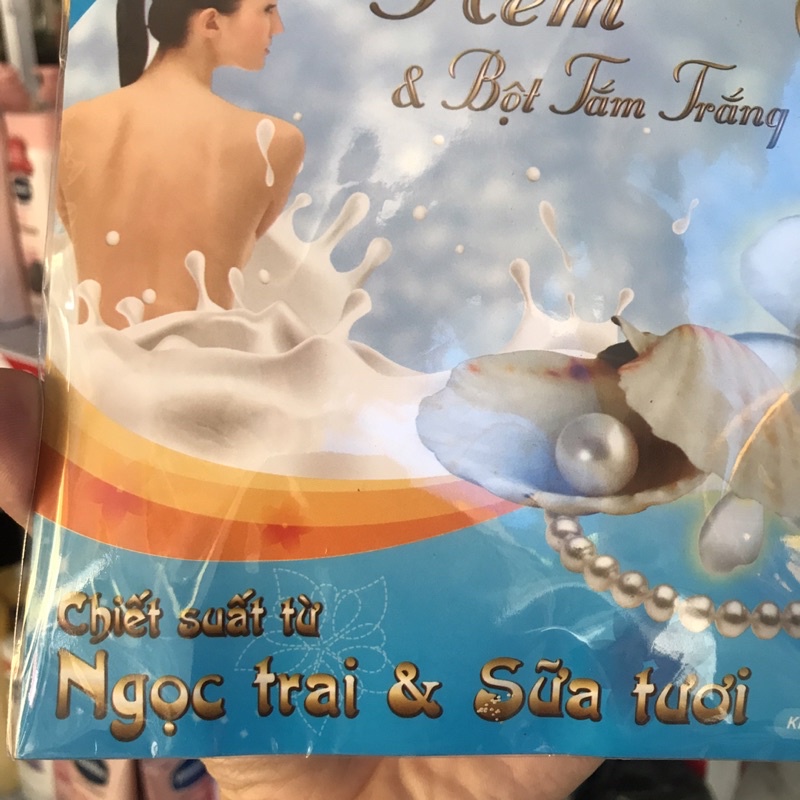 Kem
& Bột Tắm Trắng
Chiết suất từ
Ngọc trai & Sữa tươi